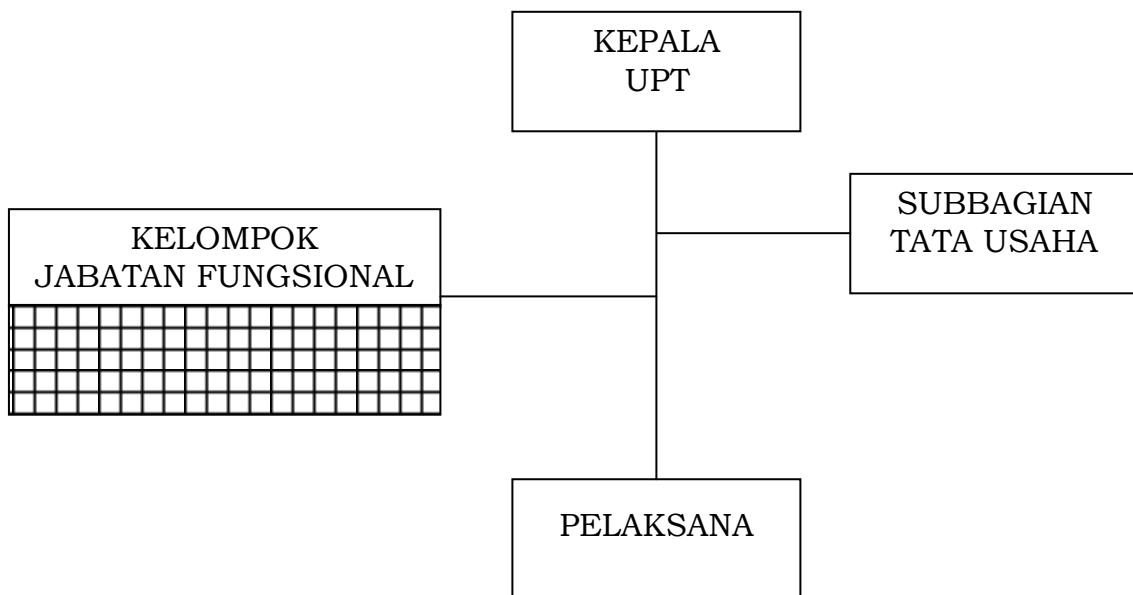 KEPALA
UPT
SUBBAGIAN
TATA USAHA
KELOMPOK
JABATAN FUNGSIONAL
PELAKSANA